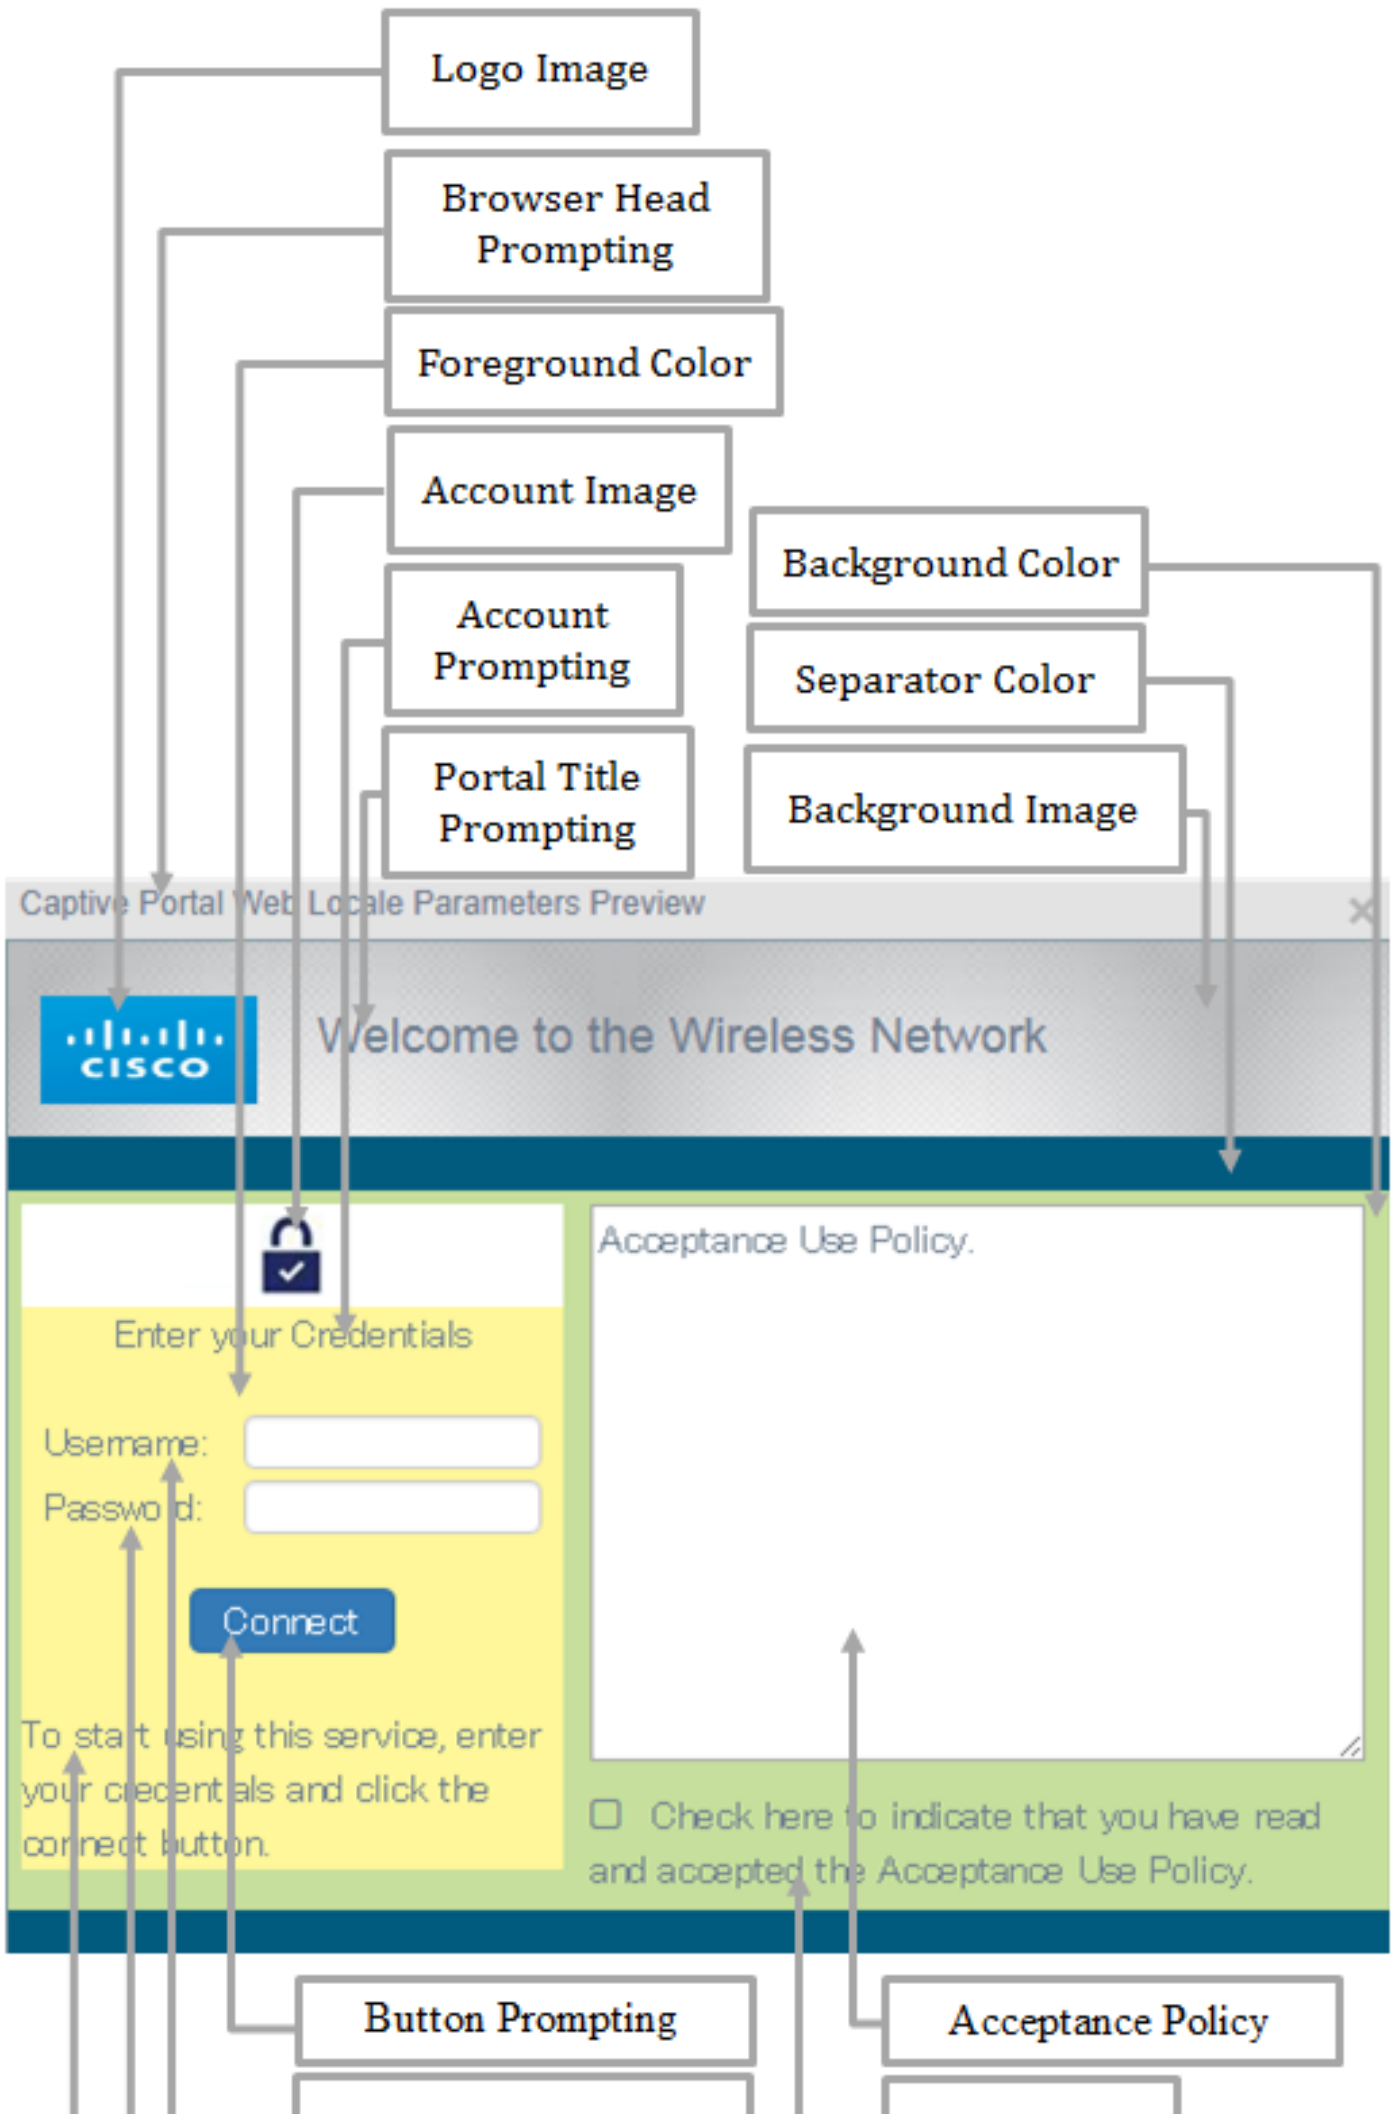 Logo Image
Browser Head
Prompting
Foreground Color
Account Image
Background Color
Account
Prompting
Separator Color
Portal Title
Prompting
Background Image
Captive Portal Web Locale Parameters Preview
CISCO
Welcome to the Wireless Network
Acceptance Use Policy.
Enter your Credentials
Username:
Password:
Connect
To start using this service, enter
your credentials and click the
connect button.
Check here to indicate that you have read
and accepted the Acceptance Use Policy.
Button Prompting
Acceptance Policy